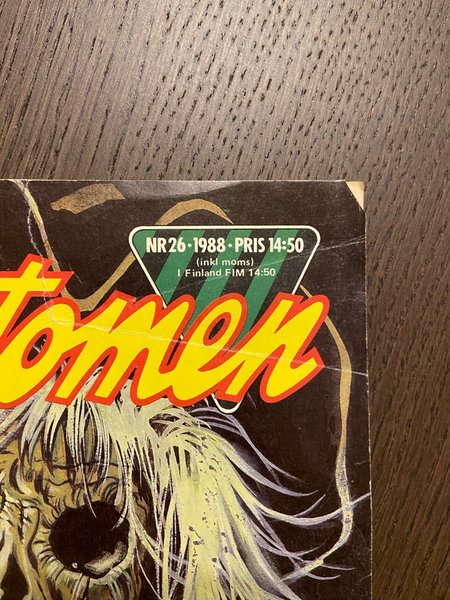 NR 26 · 1988 · PRIS 14:50
(inkl moms)
I Finland FIM 14:50
tomen